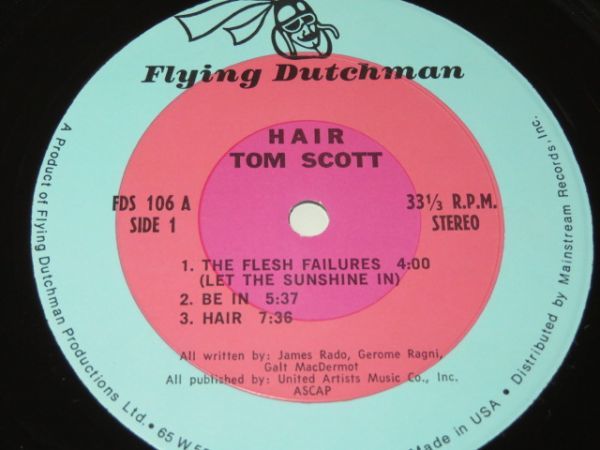 Flying Dutchman
HAIR
TOM SCOTT
FDS 106 A
SIDE 1
33⅓ R.P.M.
STEREO
1. THE FLESH FAILURES 4:00
(LET THE SUNSHINE IN)
2. BE IN 5:37
3. HAIR 7:36
All written by: James Rado, Gerome Ragni,
Galt MacDermot
All published by: United Artists Music Co., Inc.
ASCAP
A Product of Flying Dutchman Productions Ltd. • 65 W
Made in USA • Distributed by Mainstream Records, Inc.